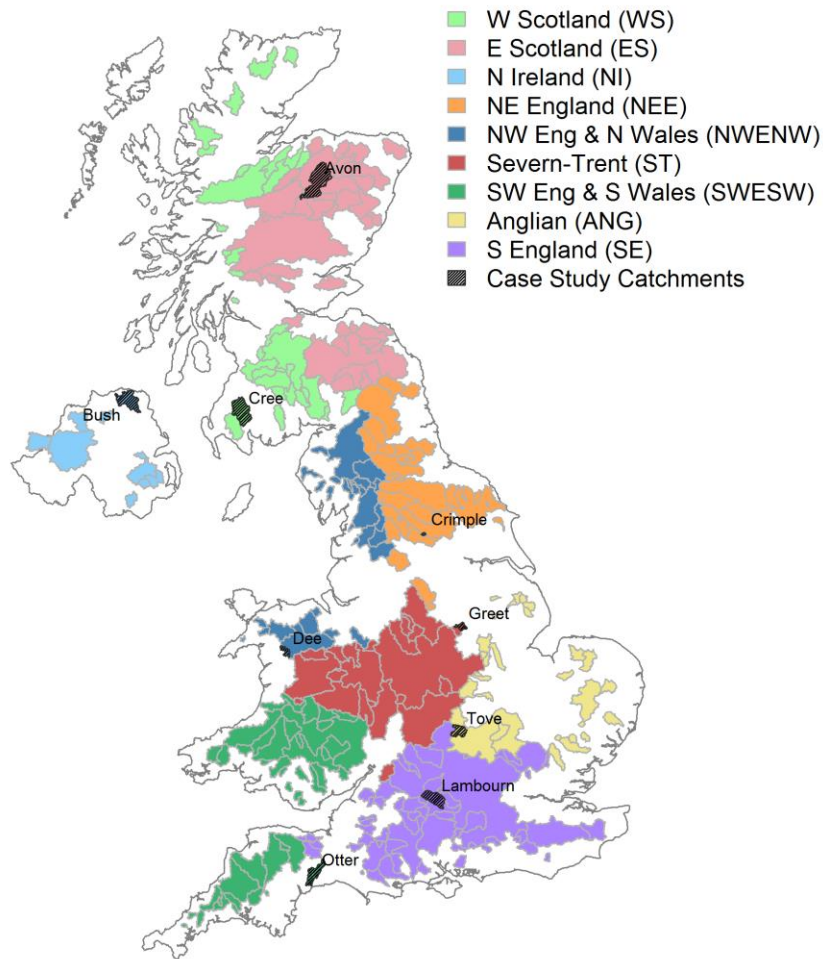 W Scotland (WS)
E Scotland (ES)
N Ireland (NI)
NE England (NEE)
NW Eng & N Wales (NWENW)
Severn-Trent (ST)
SW Eng & S Wales (SWESW)
Anglian (ANG)
S England (SE)
Case Study Catchments
Avon
Cree
Bush
Crimple
Greet
Dee
Tove
Lambourn
Otter